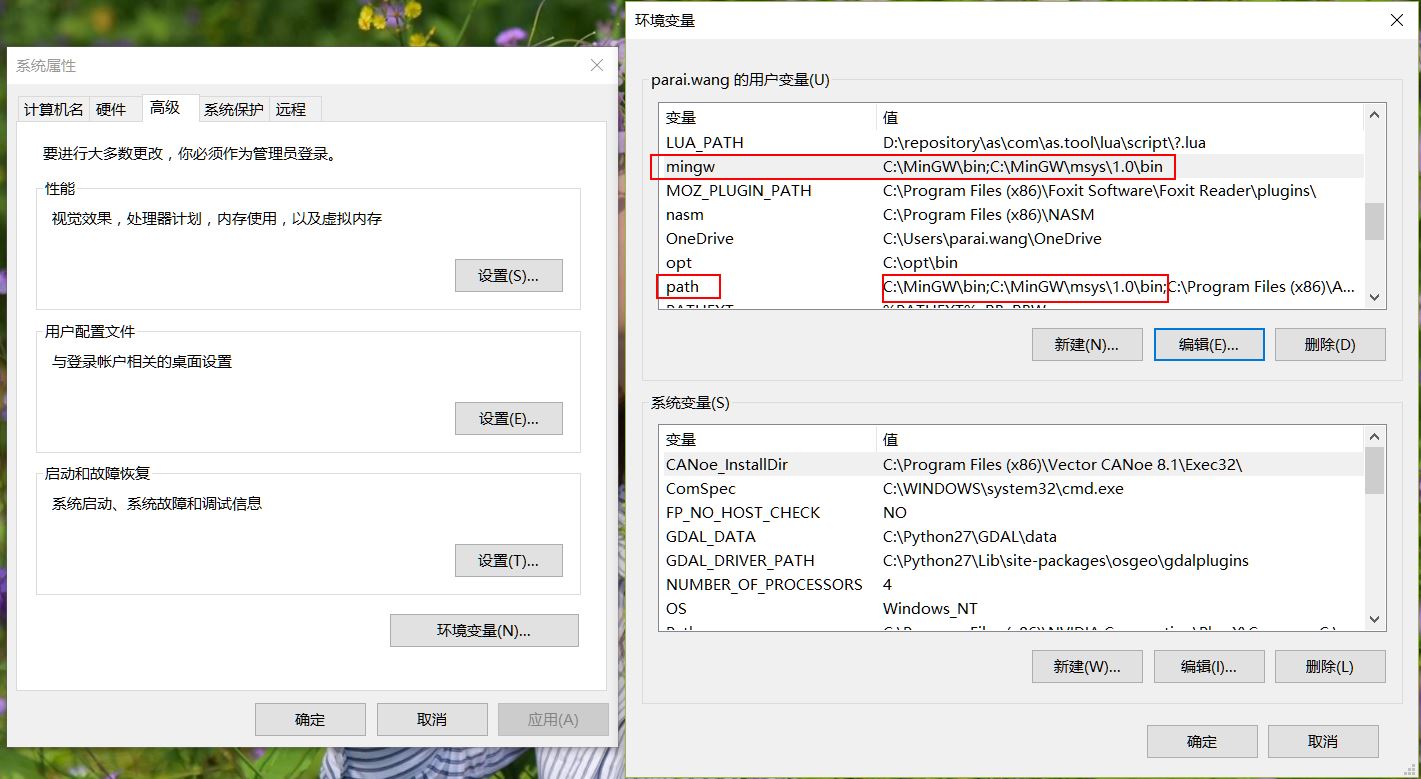 系统属性
计算机名 硬件 高级 系统保护 远程
要进行大多数更改，你必须作为管理员登录。
性能
视觉效果，处理器计划，内存使用，以及虚拟内存
设置(S)...
用户配置文件
与登录帐户相关的桌面设置
设置(E)...
启动和故障恢复
系统启动、系统故障和调试信息
设置(T)...
环境变量(N)...
确定 取消 应用(A)
环境变量
parai.wang 的用户变量(U)
变量 值
LUA_PATH D:\repository\as\com\as.tool\lua\script\?.lua
mingw C:\MinGW\bin;C:\MinGW\msys\1.0\bin
MOZ_PLUGIN_PATH C:\Program Files (x86)\Foxit Software\Foxit Reader\plugins\
nasm C:\Program Files (x86)\NASM
OneDrive C:\Users\parai.wang\OneDrive
opt C:\opt\bin
path C:\MinGW\bin;C:\MinGW\msys\1.0\bin;C:\Program Files (x86)\A...
新建(N)... 编辑(E)... 删除(D)
系统变量(S)
变量 值
CANoe_InstallDir C:\Program Files (x86)\Vector CANoe 8.1\Exec32\
ComSpec C:\WINDOWS\system32\cmd.exe
FP_NO_HOST_CHECK NO
GDAL_DATA C:\Python27\GDAL\data
GDAL_DRIVER_PATH C:\Python27\Lib\site-packages\osgeo\gdalplugins
NUMBER_OF_PROCESSORS 4
OS Windows_NT
新建(W)... 编辑(I)... 删除(L)
确定 取消